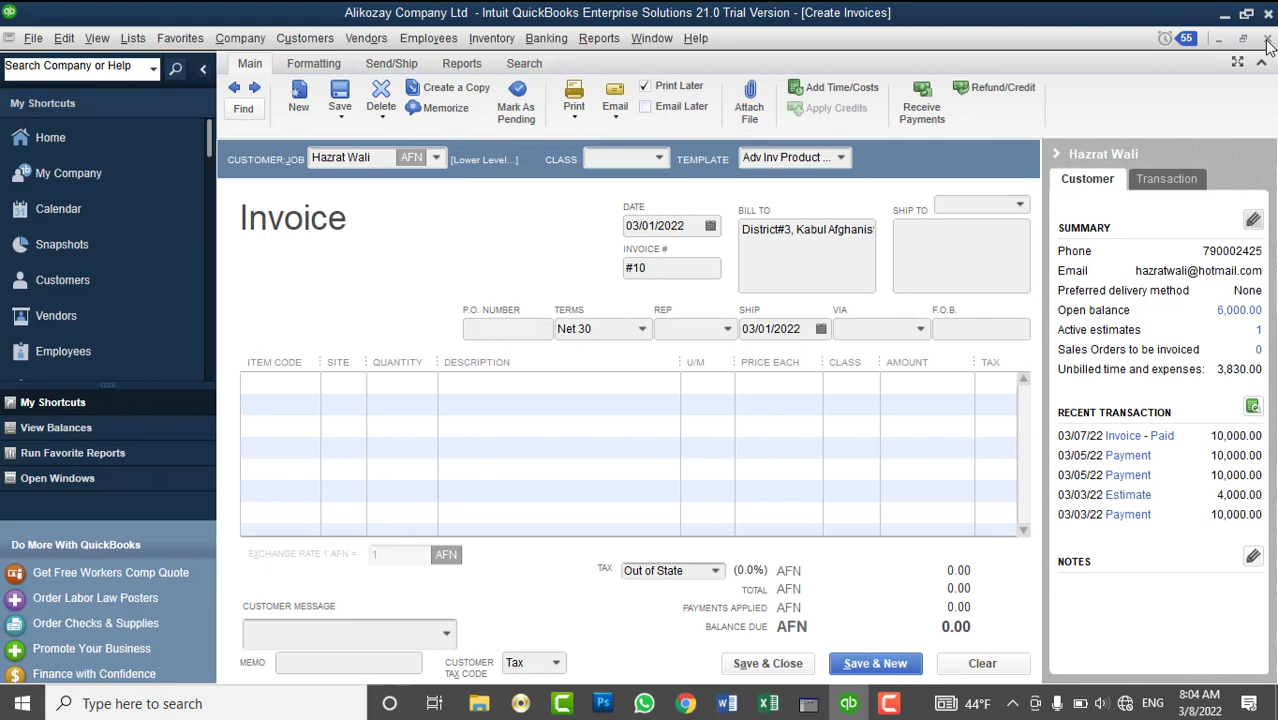 Alikozay Company Ltd - Intuit QuickBooks Enterprise Solutions 21.0 Trial Version - [Create Invoices]
File Edit View Lists Favorites Company Customers Vendors Employees Inventory Banking Reports Window Help 55
Search Company or Help
My Shortcuts
Home
My Company
Calendar
31
Snapshots
Customers
Vendors
Employees
My Shortcuts
View Balances
Run Favorite Reports
Open Windows
Do More With QuickBooks
Get Free Workers Comp Quote
Order Labor Law Posters
Order Checks & Supplies
Promote Your Business
Finance with Confidence
Main Formatting Send/Ship Reports Search
Find
New
Save
Delete
Create a Copy
Memorize
Mark As
Pending
Print
Email
Print Later
Email Later
Attach
File
Add Time/Costs
Apply Credits
Receive
Payments
Refund/Credit
CUSTOMER:JOB Hazrat Wali AFN [Lower Level...] CLASS TEMPLATE Adv Inv Product ...
Invoice
DATE
03/01/2022
INVOICE #
#10
BILL TO
District#3, Kabul Afghanis
SHIP TO
P.O. NUMBER TERMS REP SHIP VIA F.O.B.
Net 30 03/01/2022
ITEM CODE SITE QUANTITY DESCRIPTION U/M PRICE EACH CLASS AMOUNT TAX
EXCHANGE RATE 1 AFN = 1 AFN
TAX Out of State (0.0%) AFN 0.00
TOTAL AFN 0.00
PAYMENTS APPLIED AFN 0.00
BALANCE DUE AFN 0.00
CUSTOMER MESSAGE
MEMO
CUSTOMER
TAX CODE
Tax
Save & Close Save & New Clear
Hazrat Wali
Customer Transaction
SUMMARY
Phone 790002425
Email hazratwali@hotmail.com
Preferred delivery method None
Open balance 6,000.00
Active estimates 1
Sales Orders to be invoiced 0
Unbilled time and expenses: 3,830.00
RECENT TRANSACTION
03/07/22 Invoice - Paid 10,000.00
03/05/22 Payment 10,000.00
03/05/22 Payment 10,000.00
03/03/22 Estimate 4,000.00
03/03/22 Payment 10,000.00
NOTES
Type here to search
44°F
ENG
8:04 AM
3/8/2022